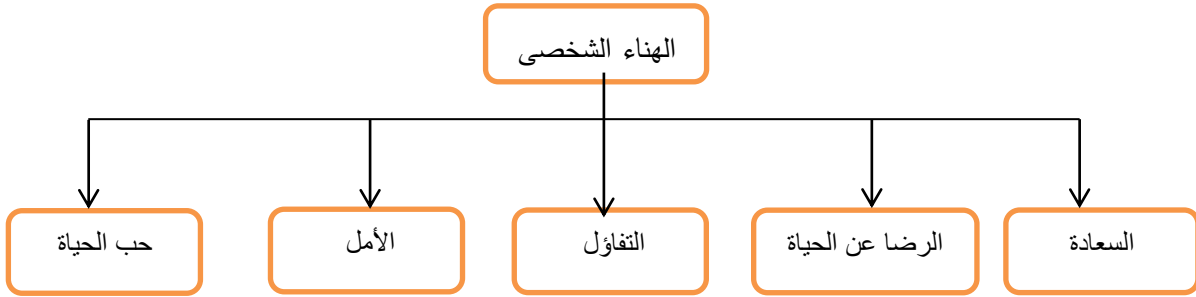 الهناء الشخصى
السعادة
الرضا عن الحياة
التفاؤل
الأمل
حب الحياة